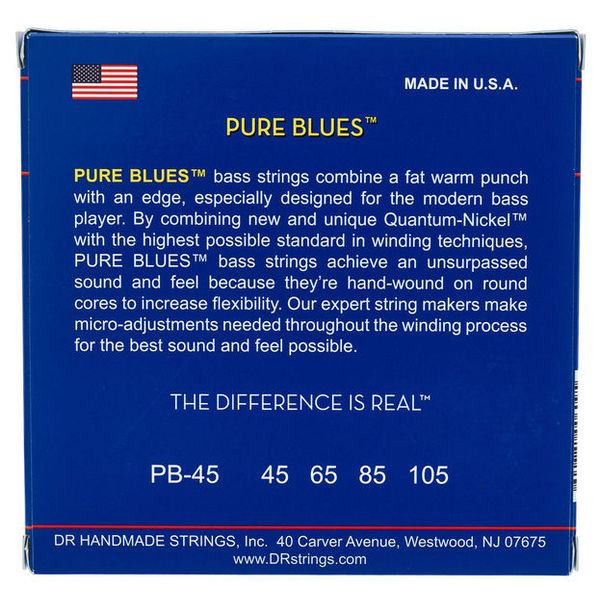 MADE IN U.S.A.
PURE BLUES™
PURE BLUES™ bass strings combine a fat warm punch
with an edge, especially designed for the modern bass
player. By combining new and unique Quantum-Nickel™
with the highest possible standard in winding techniques,
PURE BLUES™ bass strings achieve an unsurpassed
sound and feel because they're hand-wound on round
cores to increase flexibility. Our expert string makers make
micro-adjustments needed throughout the winding process
for the best sound and feel possible.
THE DIFFERENCE IS REAL™
PB-45 45 65 85 105
DR HANDMADE STRINGS, Inc. 40 Carver Avenue, Westwood, NJ 07675
www.DRstrings.com